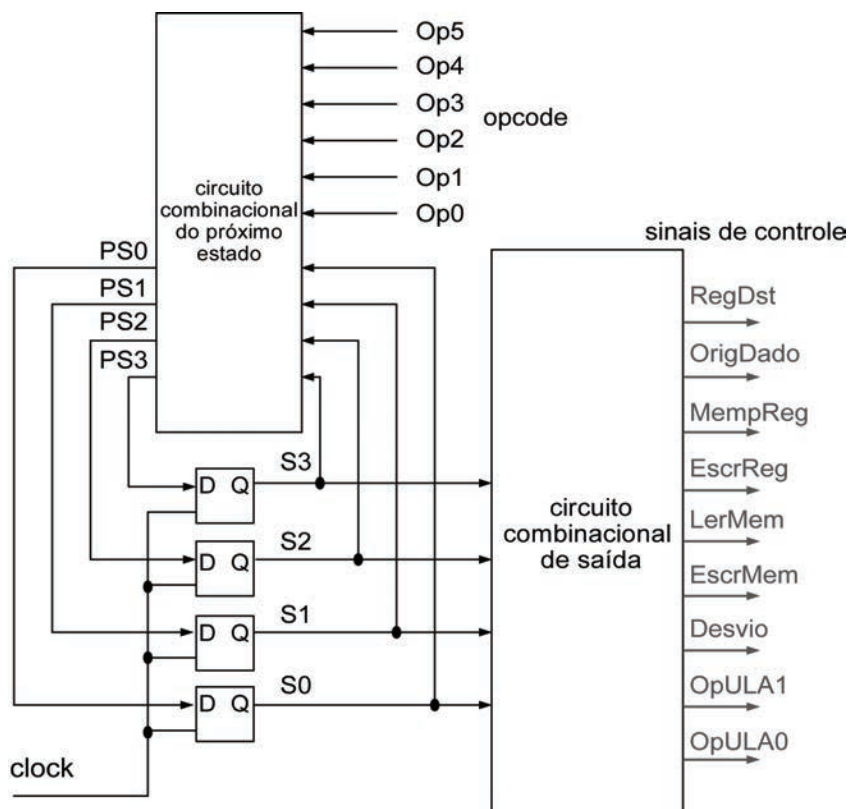 Op5
Op4
Op3
opcode
Op2
Op1
Op0
circuito
combinacional
do próximo
estado
PS0
PS1
PS2
PS3
D Q
S3
D Q
S2
D Q
S1
D Q
S0
clock
sinais de controle
circuito
combinacional
de saída
RegDst
OrigDado
MempReg
EscrReg
LerMem
EscrMem
Desvio
OpULA1
OpULA0